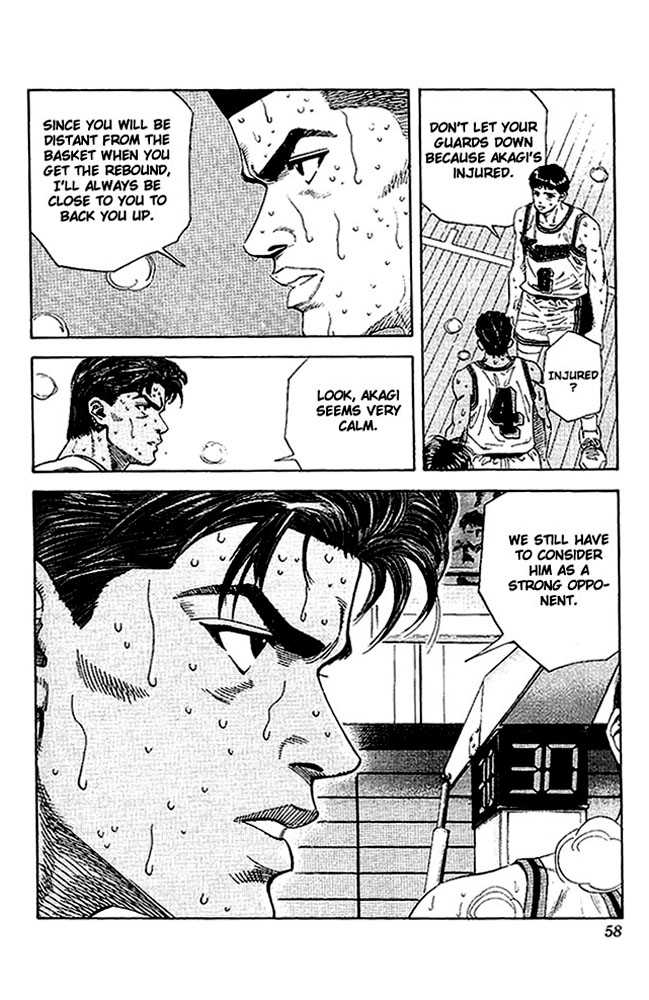 DON'T LET YOUR
GUARDS DOWN
BECAUSE AKAGI'S
INJURED.
INJURED
?
4
SINCE YOU WILL BE
DISTANT FROM THE
BASKET WHEN YOU
GET THE REBOUND,
I'LL ALWAYS BE
CLOSE TO YOU TO
BACK YOU UP.
LOOK, AKAGI
SEEMS VERY
CALM.
WE STILL HAVE
TO CONSIDER
HIM AS A
STRONG OPPO-
NENT.
30
58